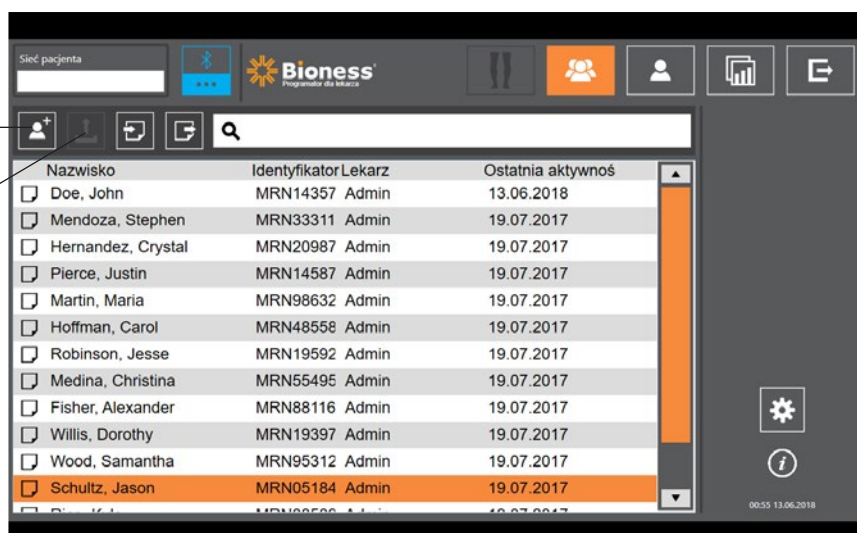 Sieć pacjenta
Bioness
Programator dla lekarza
Nazwisko Identyfikator Lekarz Ostatnia aktywnoś
Doe, John MRN14357 Admin 13.06.2018
Mendoza, Stephen MRN33311 Admin 19.07.2017
Hernandez, Crystal MRN20987 Admin 19.07.2017
Pierce, Justin MRN14587 Admin 19.07.2017
Martin, Maria MRN98632 Admin 19.07.2017
Hoffman, Carol MRN48558 Admin 19.07.2017
Robinson, Jesse MRN19592 Admin 19.07.2017
Medina, Christina MRN55495 Admin 19.07.2017
Fisher, Alexander MRN88116 Admin 19.07.2017
Willis, Dorothy MRN19397 Admin 19.07.2017
Wood, Samantha MRN95312 Admin 19.07.2017
Schultz, Jason MRN05184 Admin 19.07.2017
00:55 13.06.2018